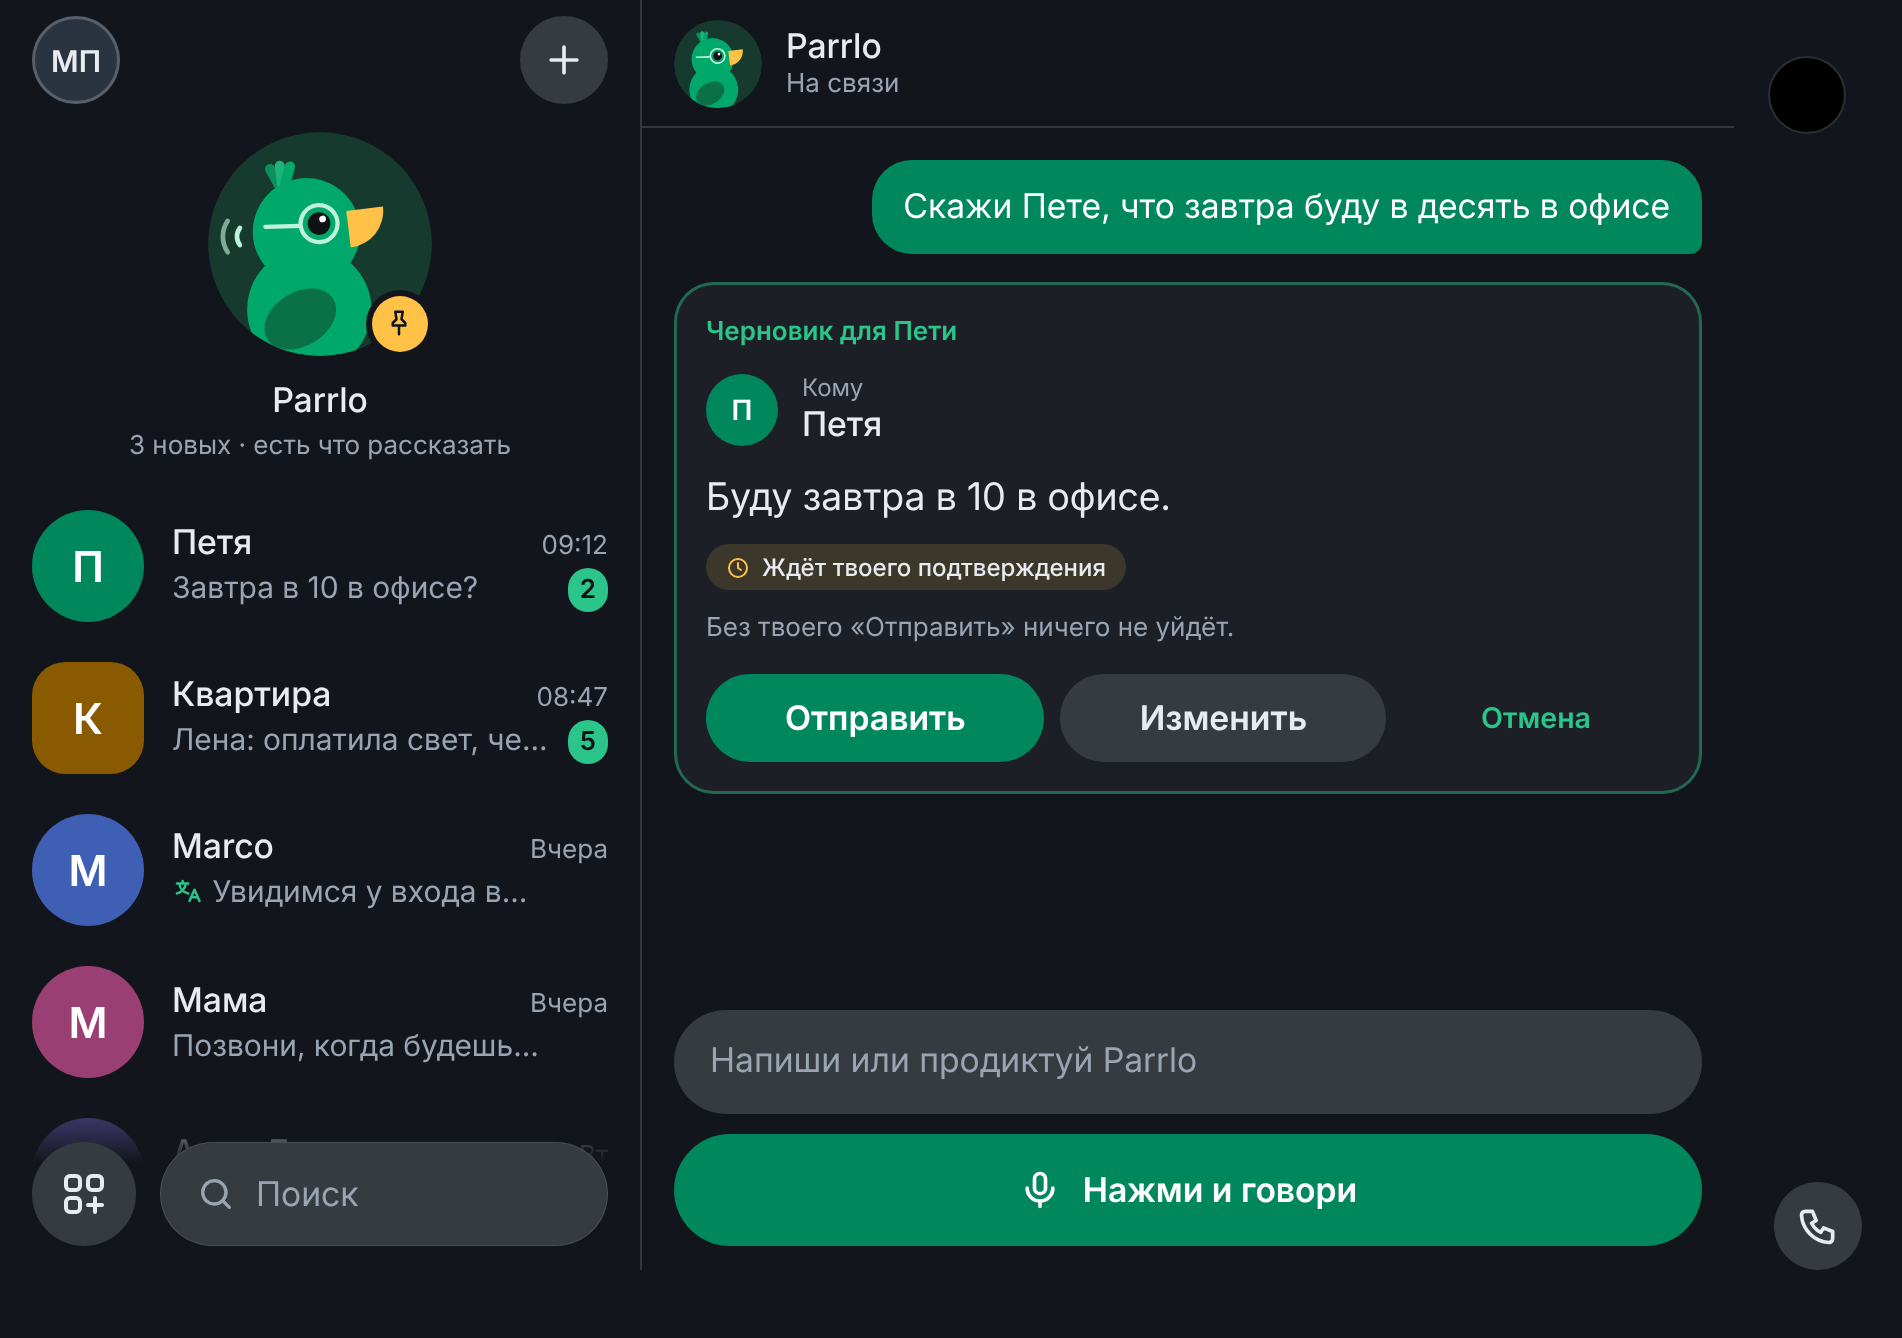 МП
Parrlo
3 новых · есть что рассказать
П
Петя
09:12
Завтра в 10 в офисе?
2
К
Квартира
08:47
Лена: оплатила свет, че...
5
M
Marco
Вчера
Увидимся у входа в...
М
Мама
Вчера
Позвони, когда будешь...
Вт
Поиск
Parrlo
На связи
Скажи Пете, что завтра буду в десять в офисе
Черновик для Пети
П
Кому
Петя
Буду завтра в 10 в офисе.
Ждёт твоего подтверждения
Без твоего «Отправить» ничего не уйдёт.
Отправить
Изменить
Отмена
Напиши или продиктуй Parrlo
Нажми и говори